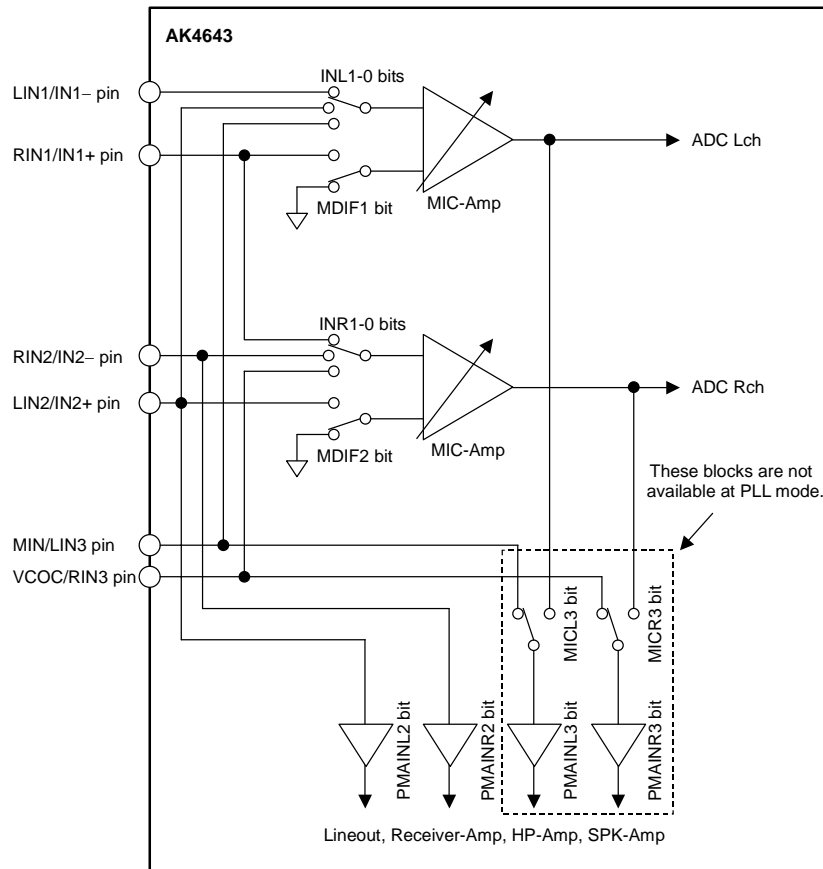 AK4643
INL1-0 bits
LIN1/IN1− pin
ADC Lch
RIN1/IN1+ pin
MDIF1 bit
MIC-Amp
INR1-0 bits
RIN2/IN2− pin
ADC Rch
LIN2/IN2+ pin
MDIF2 bit
MIC-Amp
These blocks are not
available at PLL mode.
MIN/LIN3 pin
VCOC/RIN3 pin
MICL3 bit
MICR3 bit
PMAINL2 bit
PMAINR2 bit
PMAINL3 bit
PMAINR3 bit
Lineout, Receiver-Amp, HP-Amp, SPK-Amp